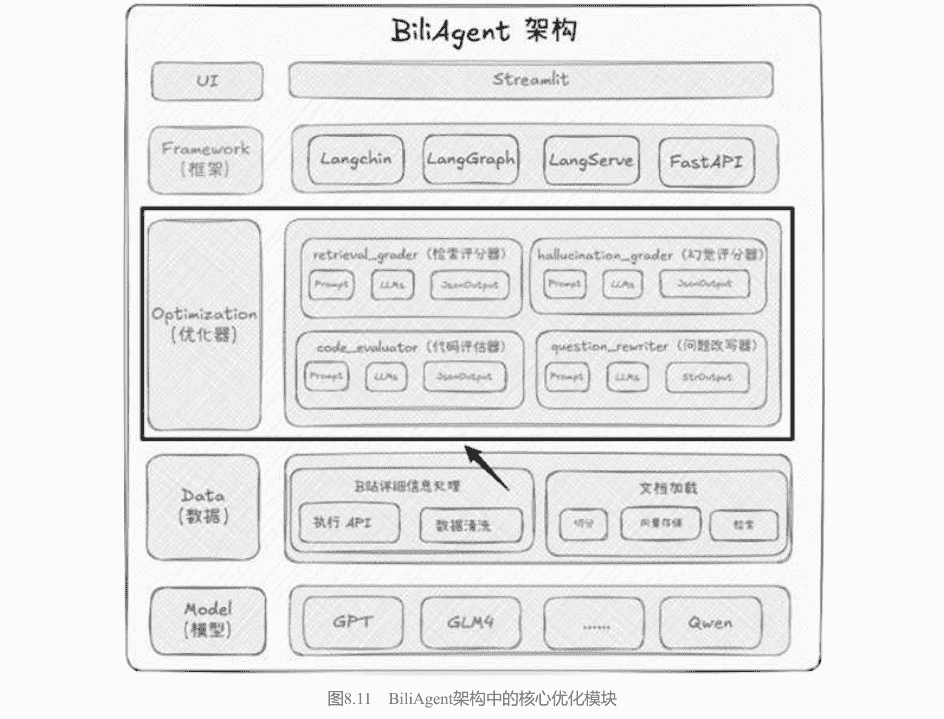 BiliAgent 架构
UI
Streamlit
Framework
(框架)
Langchin
LangGraph
LangServe
FastAPI
Optimization
(优化器)
retrieval_grader (检索评分器)
Prompt
LLMs
JsonOutput
hallucination_grader (幻觉评分器)
Prompt
LLMs
JsonOutput
code_evaluator (代码评估器)
Prompt
LLMs
JsonOutput
question_rewriter (问题改写器)
Prompt
LLMs
StrOutput
Data
(数据)
B站详细信息处理
执行 API
数据清洗
文档加载
切分
向量存储
检索
Model
(模型)
GPT
GLM4
......
Qwen
图8.11 BiliAgent架构中的核心优化模块